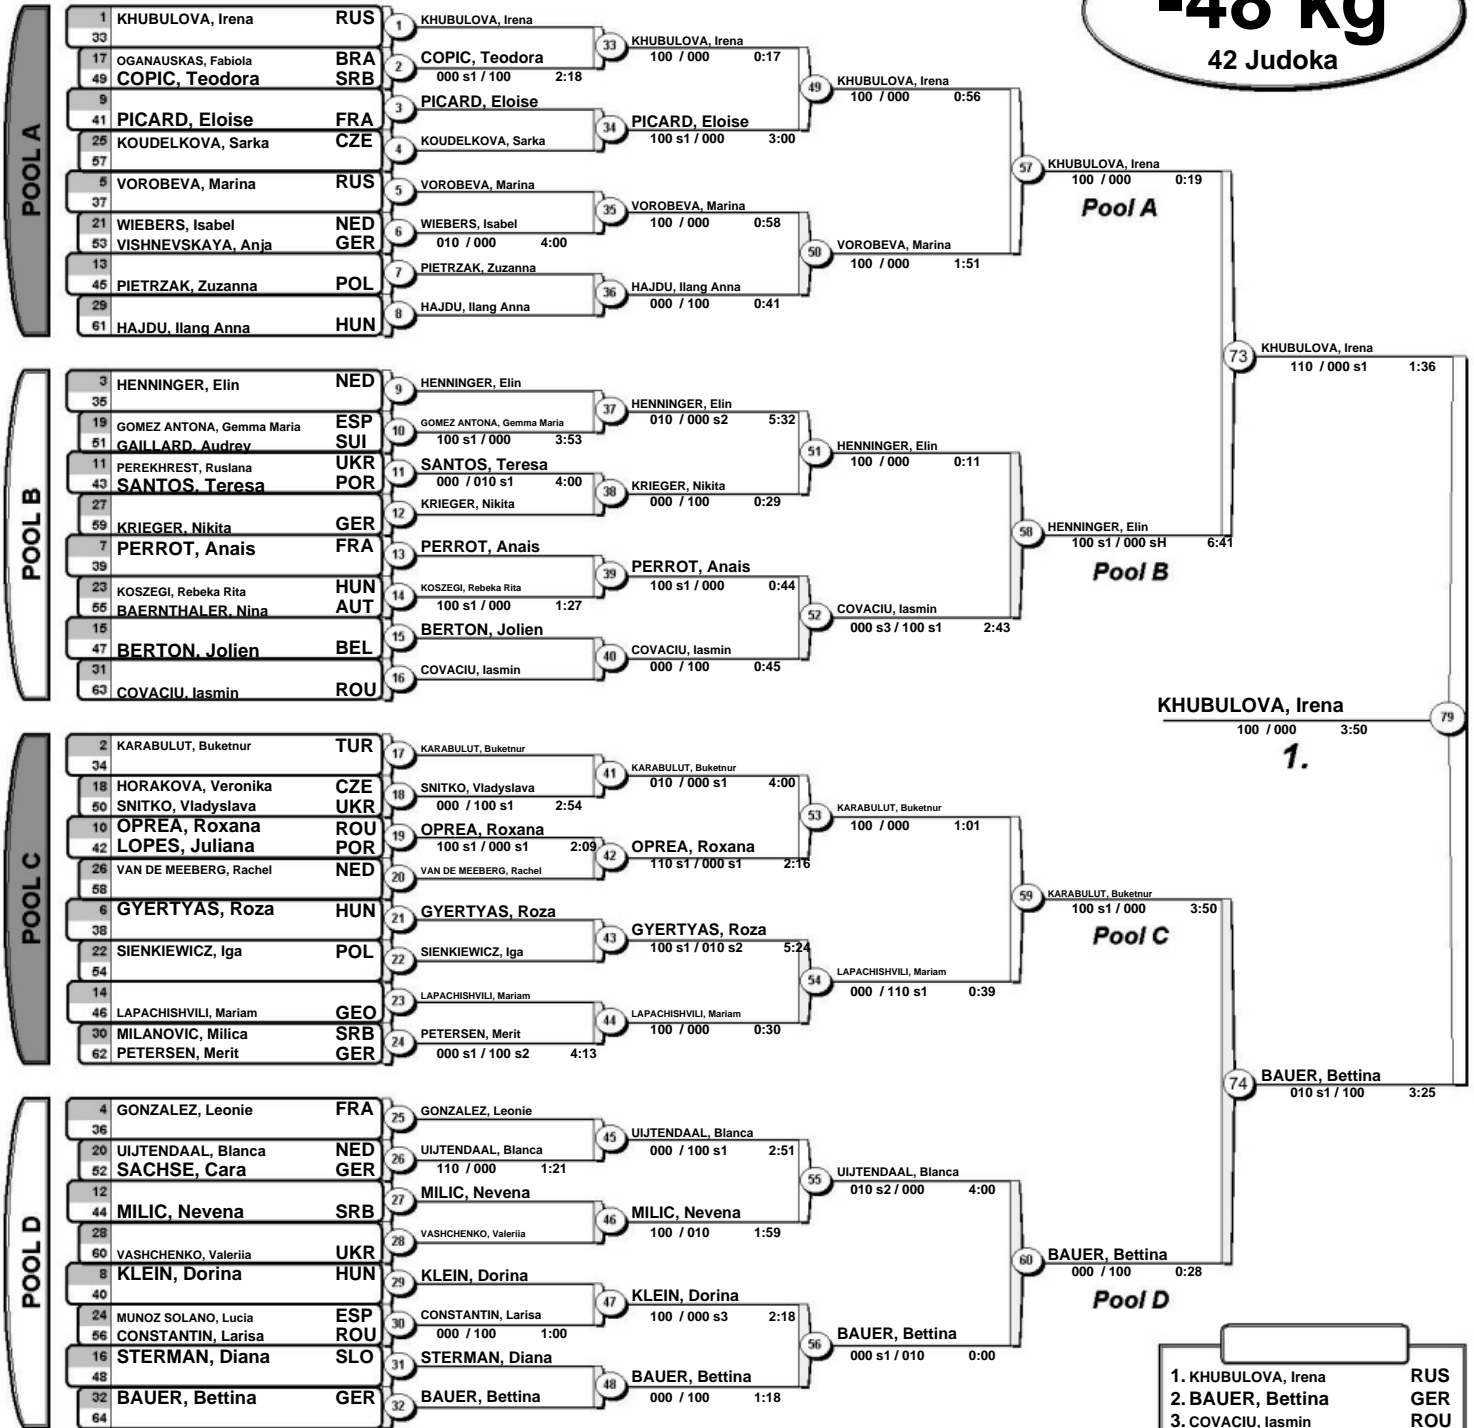 -48 kg
42 Judoka
POOL A
1 KHUBULOVA, Irena RUS
33
17 OGANAUSKAS, Fabiola BRA
49 COPIC, Teodora SRB
9
41 PICARD, Eloise FRA
25 KOUDELKOVA, Sarka CZE
57
5 VOROBEVA, Marina RUS
37
21 WIEBERS, Isabel NED
53 VISHNEVSKAYA, Anja GER
13
45 PIETRZAK, Zuzanna POL
29
61 HAJDU, Ilang Anna HUN
1 KHUBULOVA, Irena
2 COPIC, Teodora
000 s1 / 100 2:18
3 PICARD, Eloise
4 KOUDELKOVA, Sarka
5 VOROBEVA, Marina
6 WIEBERS, Isabel
010 / 000 4:00
7 PIETRZAK, Zuzanna
8 HAJDU, Ilang Anna
33 KHUBULOVA, Irena
100 / 000 0:17
34 PICARD, Eloise
100 s1 / 000 3:00
35 VOROBEVA, Marina
100 / 000 0:58
36 HAJDU, Ilang Anna
000 / 100 0:41
49 KHUBULOVA, Irena
100 / 000 0:56
50 VOROBEVA, Marina
100 / 000 1:51
57 KHUBULOVA, Irena
100 / 000 0:19
Pool A
POOL B
3 HENNINGER, Elin NED
35
19 GOMEZ ANTONA, Gemma Maria ESP
51 GAILLARD, Audrey SUI
11 PEREKHREST, Ruslana UKR
43 SANTOS, Teresa POR
27
59 KRIEGER, Nikita GER
7 PERROT, Anais FRA
39
23 KOSZEGI, Rebeka Rita HUN
55 BAERNTHALER, Nina AUT
15
47 BERTON, Jolien BEL
31
63 COVACIU, Iasmin ROU
9 HENNINGER, Elin
10 GOMEZ ANTONA, Gemma Maria
100 s1 / 000 3:53
11 SANTOS, Teresa
000 / 010 s1 4:00
12 KRIEGER, Nikita
13 PERROT, Anais
14 KOSZEGI, Rebeka Rita
100 s1 / 000 1:27
15 BERTON, Jolien
16 COVACIU, Iasmin
37 HENNINGER, Elin
010 / 000 s2 5:32
38 KRIEGER, Nikita
000 / 100 0:29
39 PERROT, Anais
100 s1 / 000 0:44
40 COVACIU, Iasmin
000 / 100 0:45
51 HENNINGER, Elin
100 / 000 0:11
52 COVACIU, Iasmin
000 s3 / 100 s1 2:43
58 HENNINGER, Elin
100 s1 / 000 sH 6:41
Pool B
73 KHUBULOVA, Irena
110 / 000 s1 1:36
KHUBULOVA, Irena 79
100 / 000 3:50
1.
POOL C
2 KARABULUT, Buketnur TUR
34
18 HORAKOVA, Veronika CZE
50 SNITKO, Vladyslava UKR
10 OPREA, Roxana ROU
42 LOPES, Juliana POR
26 VAN DE MEEBERG, Rachel NED
58
6 GYERTYAS, Roza HUN
38
22 SIENKIEWICZ, Iga POL
54
14
46 LAPACHISHVILI, Mariam GEO
30 MILANOVIC, Milica SRB
62 PETERSEN, Merit GER
17 KARABULUT, Buketnur
18 SNITKO, Vladyslava
000 / 100 s1 2:54
19 OPREA, Roxana
100 s1 / 000 s1 2:09
20 VAN DE MEEBERG, Rachel
21 GYERTYAS, Roza
22 SIENKIEWICZ, Iga
23 LAPACHISHVILI, Mariam
24 PETERSEN, Merit
000 s1 / 100 s2 4:13
41 KARABULUT, Buketnur
010 / 000 s1 4:00
42 OPREA, Roxana
110 s1 / 000 s1 2:16
43 GYERTYAS, Roza
100 s1 / 010 s2 5:24
44 LAPACHISHVILI, Mariam
100 / 000 0:30
53 KARABULUT, Buketnur
100 / 000 1:01
54 LAPACHISHVILI, Mariam
000 / 110 s1 0:39
59 KARABULUT, Buketnur
100 s1 / 000 3:50
Pool C
POOL D
4 GONZALEZ, Leonie FRA
36
20 UIJTENDAAL, Blanca NED
52 SACHSE, Cara GER
12
44 MILIC, Nevena SRB
28
60 VASHCHENKO, Valeriia UKR
8 KLEIN, Dorina HUN
40
24 MUNOZ SOLANO, Lucia ESP
56 CONSTANTIN, Larisa ROU
16 STERMAN, Diana SLO
48
32 BAUER, Bettina GER
64
25 GONZALEZ, Leonie
26 UIJTENDAAL, Blanca
110 / 000 1:21
27 MILIC, Nevena
28 VASHCHENKO, Valeriia
29 KLEIN, Dorina
30 CONSTANTIN, Larisa
000 / 100 1:00
31 STERMAN, Diana
32 BAUER, Bettina
45 UIJTENDAAL, Blanca
000 / 100 s1 2:51
46 MILIC, Nevena
100 / 010 1:59
47 KLEIN, Dorina
100 / 000 s3 2:18
48 BAUER, Bettina
000 / 100 1:18
55 UIJTENDAAL, Blanca
010 s2 / 000 4:00
56 BAUER, Bettina
000 s1 / 010 0:00
60 BAUER, Bettina
000 / 100 0:28
Pool D
74 BAUER, Bettina
010 s1 / 100 3:25
1. KHUBULOVA, Irena RUS
2. BAUER, Bettina GER
3. COVACIU, Iasmin ROU